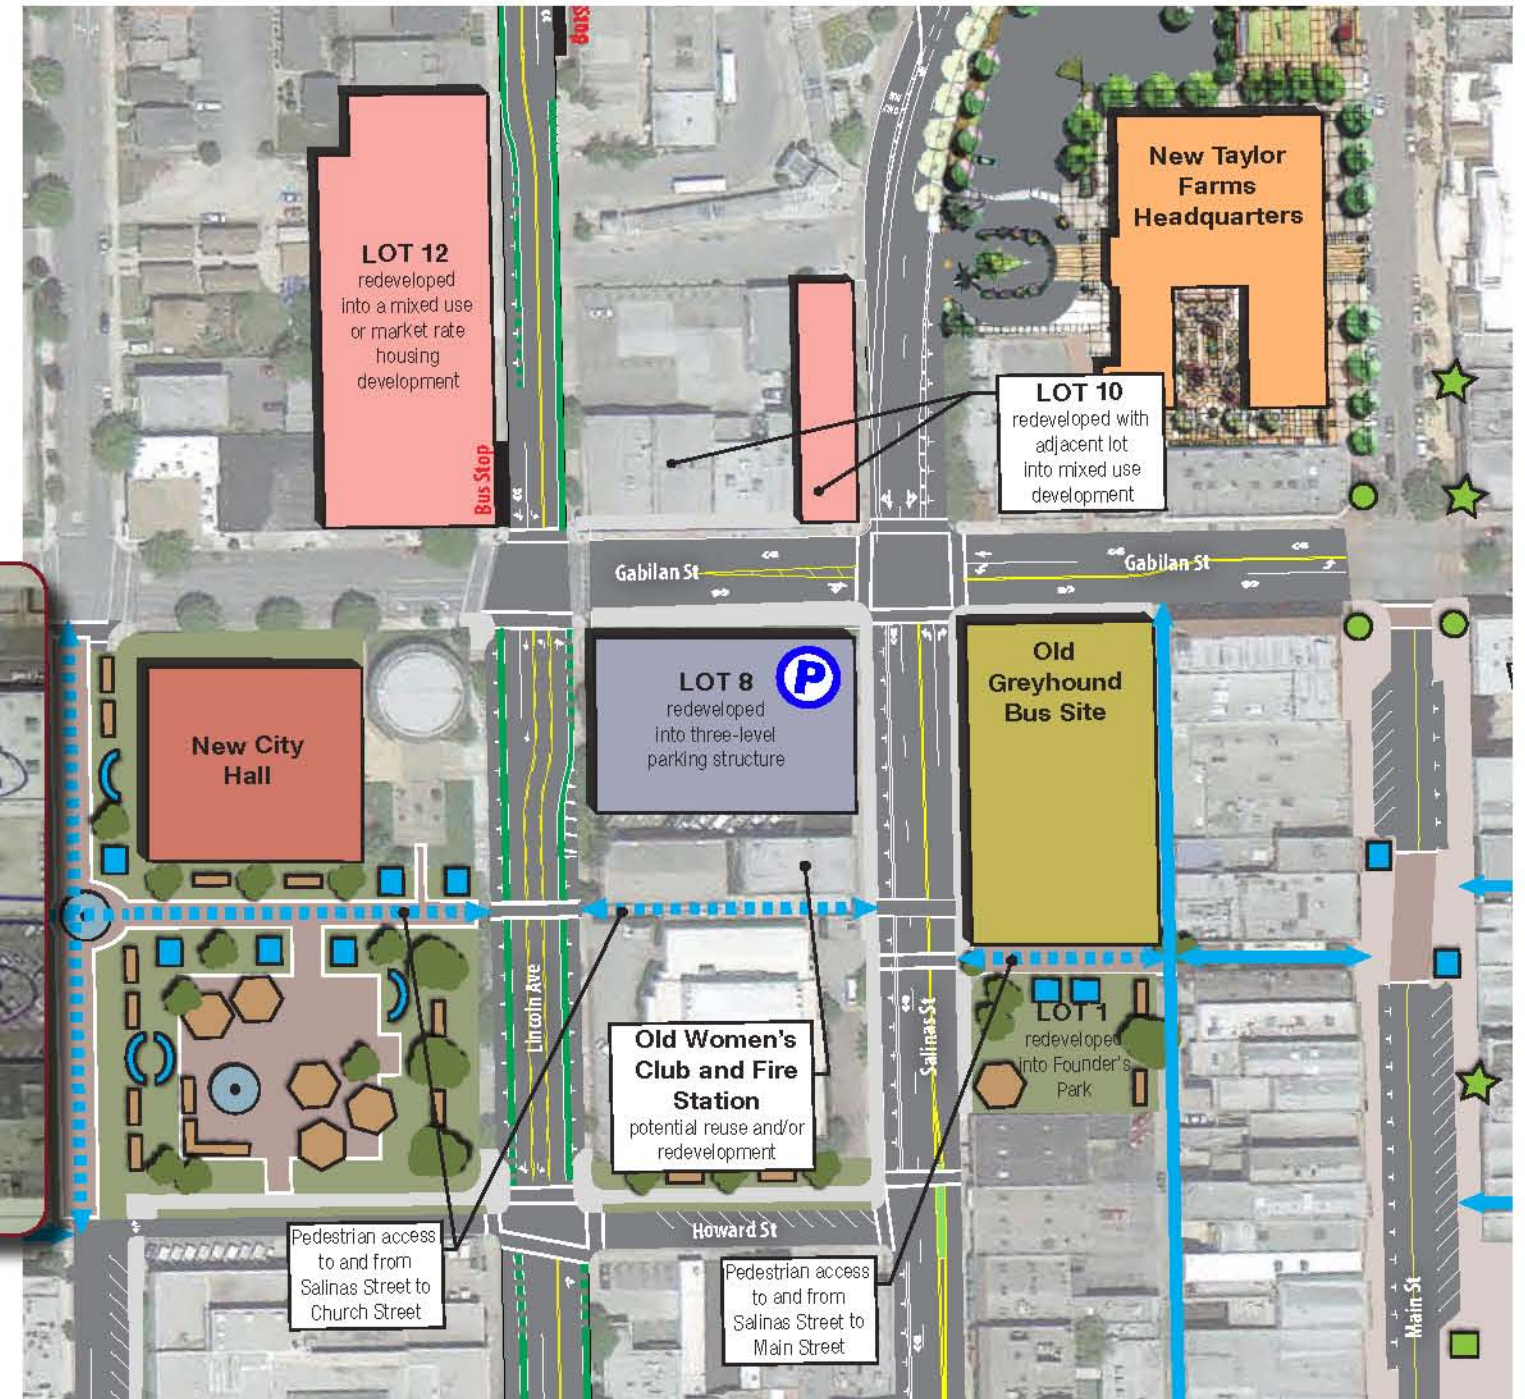 New Taylor
Farms
Headquarters
LOT 12
redeveloped
into a mixed use
or market rate
housing
development
LOT 10
redeveloped with
adjacent lot
into mixed use
development
Bus Stop
Gabilan St
Gabilan St
New City
Hall
LOT 8
redeveloped
into three-level
parking structure
P
Old
Greyhound
Bus Site
Lincoln Ave
Salinas St
LOT 1
redeveloped
into Founder's
Park
Old Women's
Club and Fire
Station
potential reuse and/or
redevelopment
Howard St
Pedestrian access
to and from
Salinas Street to
Church Street
Pedestrian access
to and from
Salinas Street to
Main Street
Main St